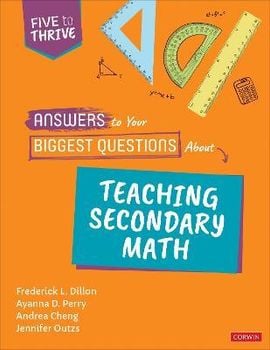 FIVE to
THRIVE
ANSWERS to Your
BIGGEST QUESTIONS About
TEACHING
SECONDARY
MATH
Frederick L. Dillon
Ayanna D. Perry
Andrea Cheng
Jennifer Outzs
CORWIN